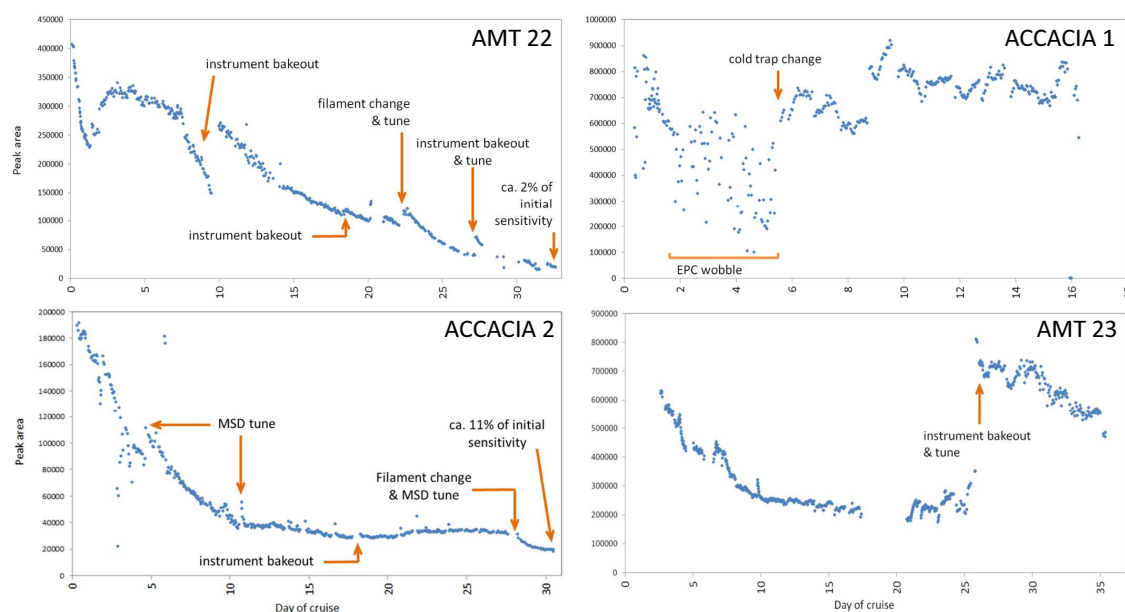 AMT 22
450000
400000
350000
300000
250000
200000
150000
100000
50000
0
Peak area
instrument bakeout
filament change
& tune
instrument bakeout
& tune
ca. 2% of
initial
sensitivity
instrument bakeout
0
5
10
15
20
25
30
ACCACIA 1
1000000
900000
800000
700000
600000
500000
400000
300000
200000
100000
0
cold trap change
EPC wobble
0
2
4
6
8
10
12
14
16
18
ACCACIA 2
200000
180000
160000
140000
120000
100000
80000
60000
40000
20000
0
Peak area
MSD tune
ca. 11% of initial
sensitivity
Filament change
& MSD tune
instrument bakeout
0
5
10
15
20
25
30
Day of cruise
AMT 23
900000
800000
700000
600000
500000
400000
300000
200000
100000
0
instrument bakeout
& tune
0
5
10
15
20
25
30
35
Day of cruise